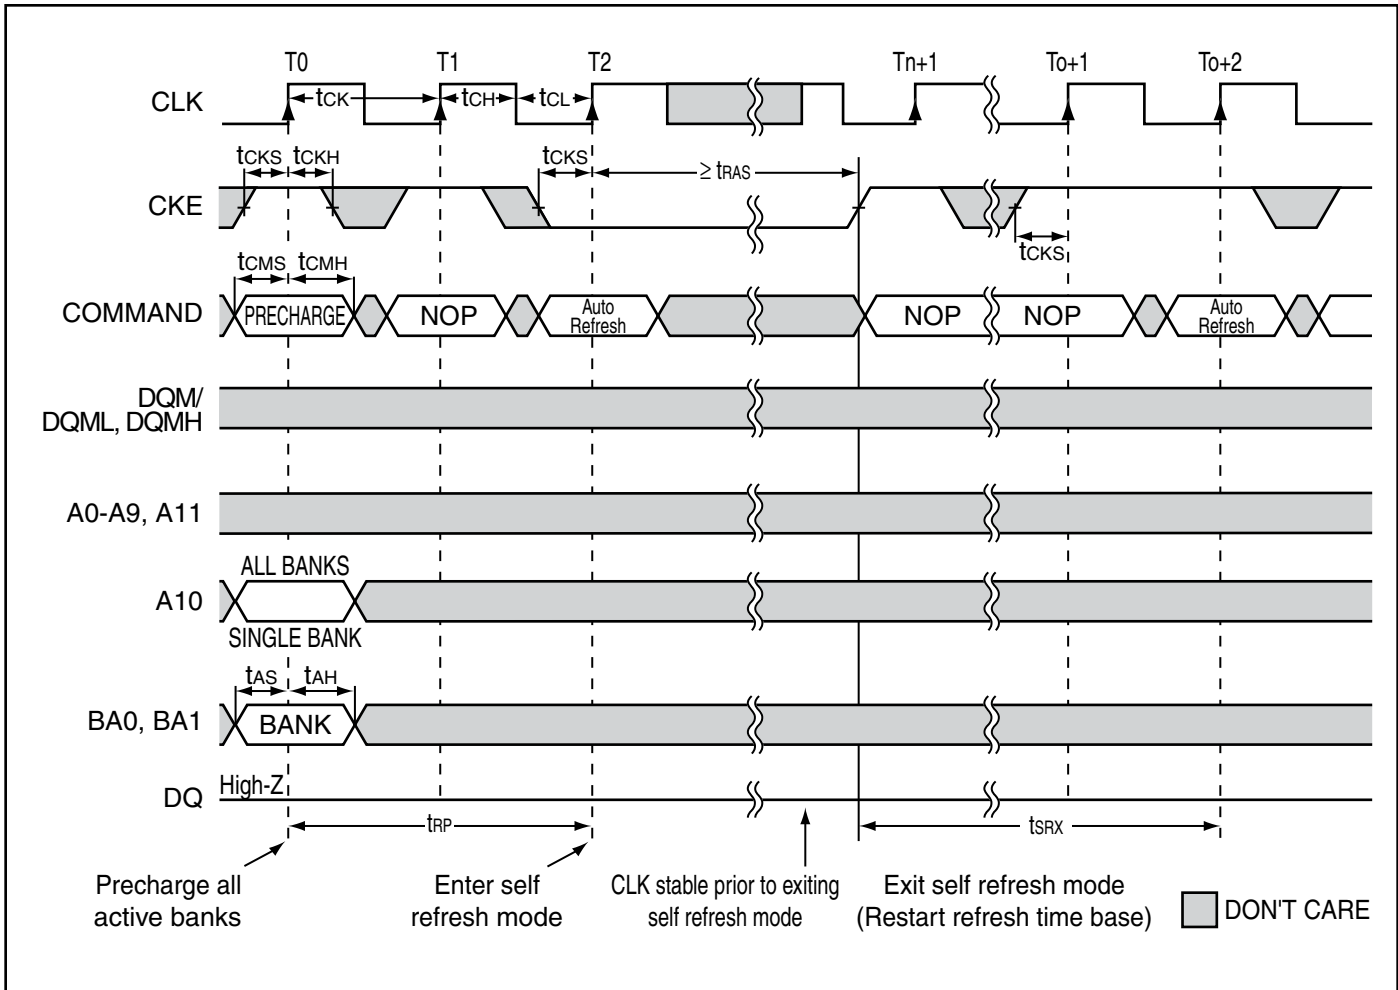 T0 T1 T2 Tn+1 To+1 To+2
CLK tCK tCH tCL
tCKS tCKH tCKS ≥ tRAS
CKE
tCKS
tCMS tCMH
COMMAND PRECHARGE NOP Auto Refresh NOP NOP Auto Refresh
DQM/
DQML, DQMH
A0-A9, A11
ALL BANKS
A10
SINGLE BANK
tAS tAH
BA0, BA1 BANK
DQ High-Z
tRP tSRX
Precharge all
active banks
Enter self
refresh mode
CLK stable prior to exiting
self refresh mode
Exit self refresh mode
(Restart refresh time base)
DON'T CARE